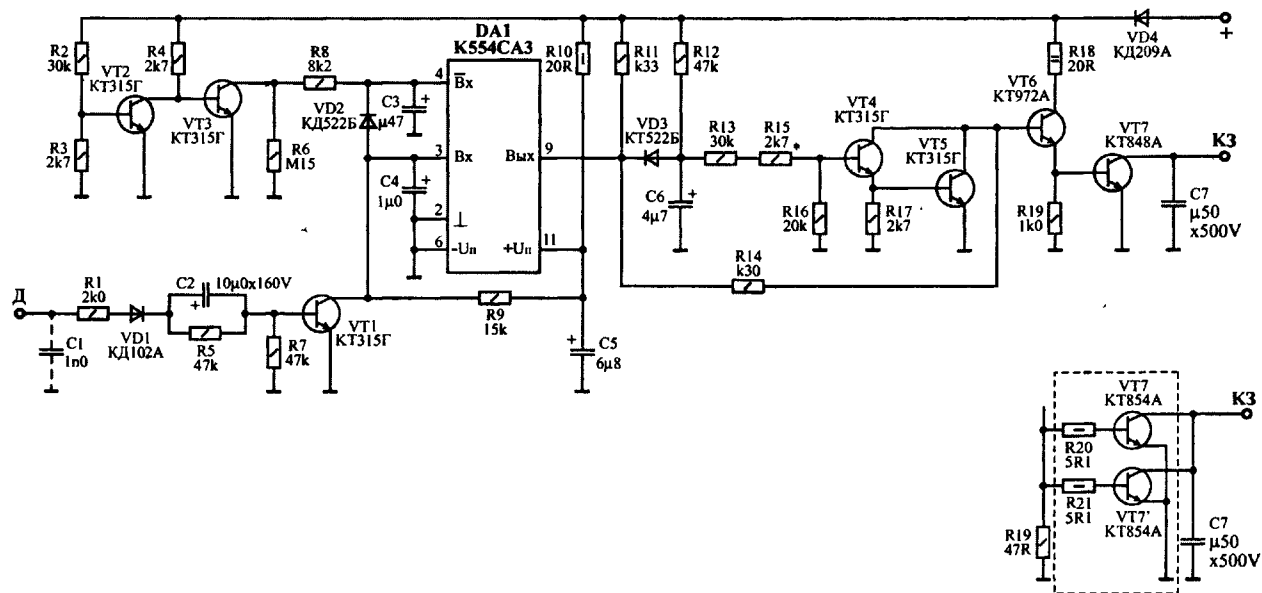 DA1
K554CA3
R2
30k
R4
2k7
VT2
КТ315Г
VT3
КТ315Г
R3
2k7
R6
M15
R8
8k2
VD2
КД522Б
C3
+
μ47
C4
+
1μ0
4
Вх
3
Вх
2
⊥
6
-Uп
Вых
9
+Uп
11
R10
20R
R11
k33
R12
47k
VD3
КТ522Б
C6
4μ7
+
R13
30k
R15
2k7
*
R16
20k
VT4
КТ315Г
VT5
КТ315Г
R17
2k7
R14
k30
R18
20R
VD4
КД209А
+
VT6
КТ972А
VT7
КТ848А
КЗ
R19
1k0
C7
μ50
x500V
Д
C1
1n0
R1
2k0
VD1
КД102А
C2
10μ0x160V
+
R5
47k
R7
47k
VT1
КТ315Г
R9
15k
+
C5
6μ8
VT7
КТ854А
КЗ
R20
5R1
R21
5R1
VT7'
КТ854А
R19
47R
C7
μ50
x500V